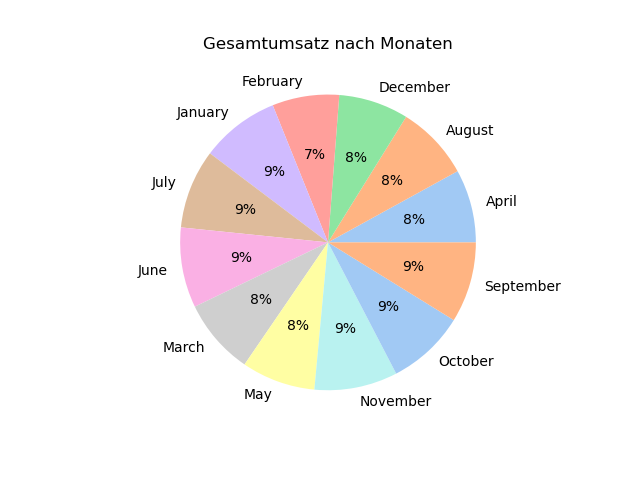 Gesamtumsatz nach Monaten
February
December
January
August
July
April
June
September
March
October
May
November
7%
8%
9%
8%
9%
8%
9%
9%
8%
9%
8%
9%